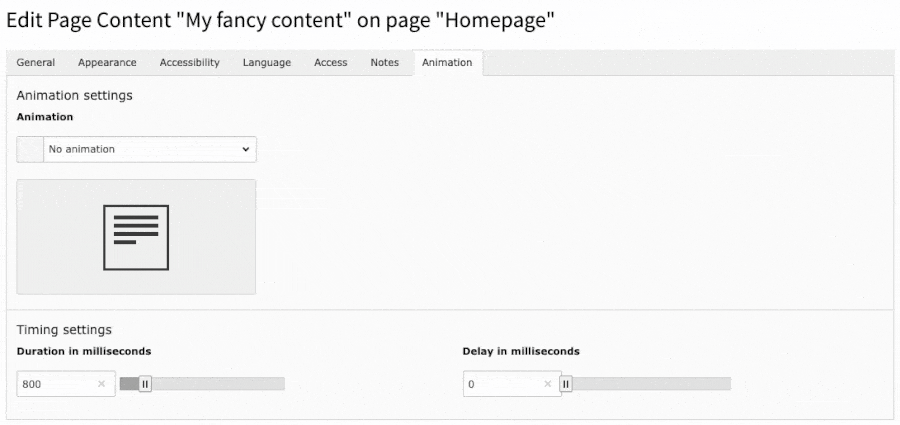 Edit Page Content "My fancy content" on page "Homepage"
General Appearance Accessibility Language Access Notes Animation
Animation settings
Animation
No animation
Timing settings
Duration in milliseconds Delay in milliseconds
800 0